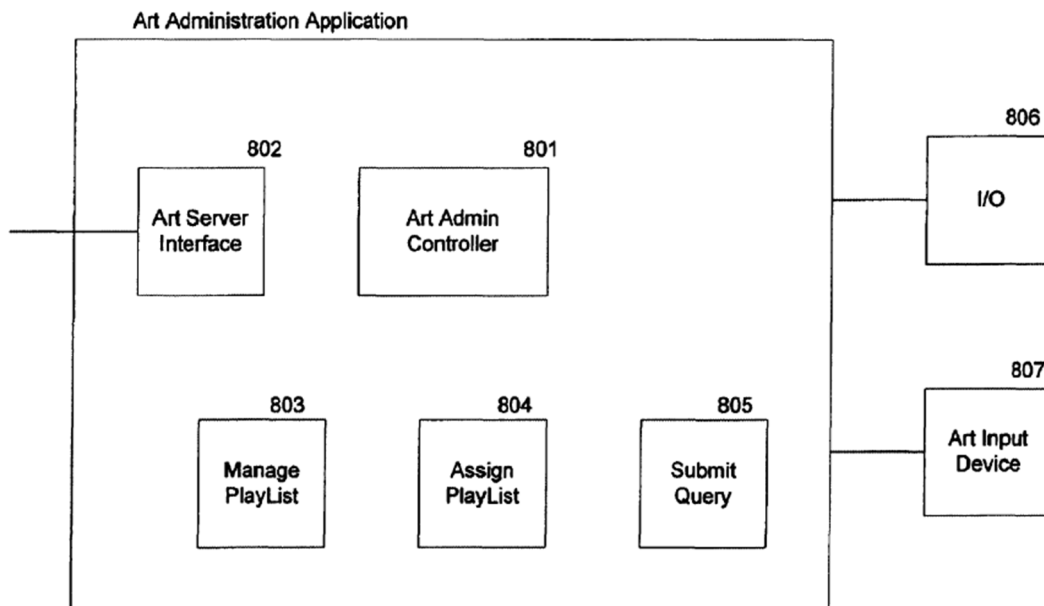 Art Administration Application
806
I/O
802
Art Server
Interface
801
Art Admin
Controller
807
Art Input
Device
803
Manage
PlayList
804
Assign
PlayList
805
Submit
Query